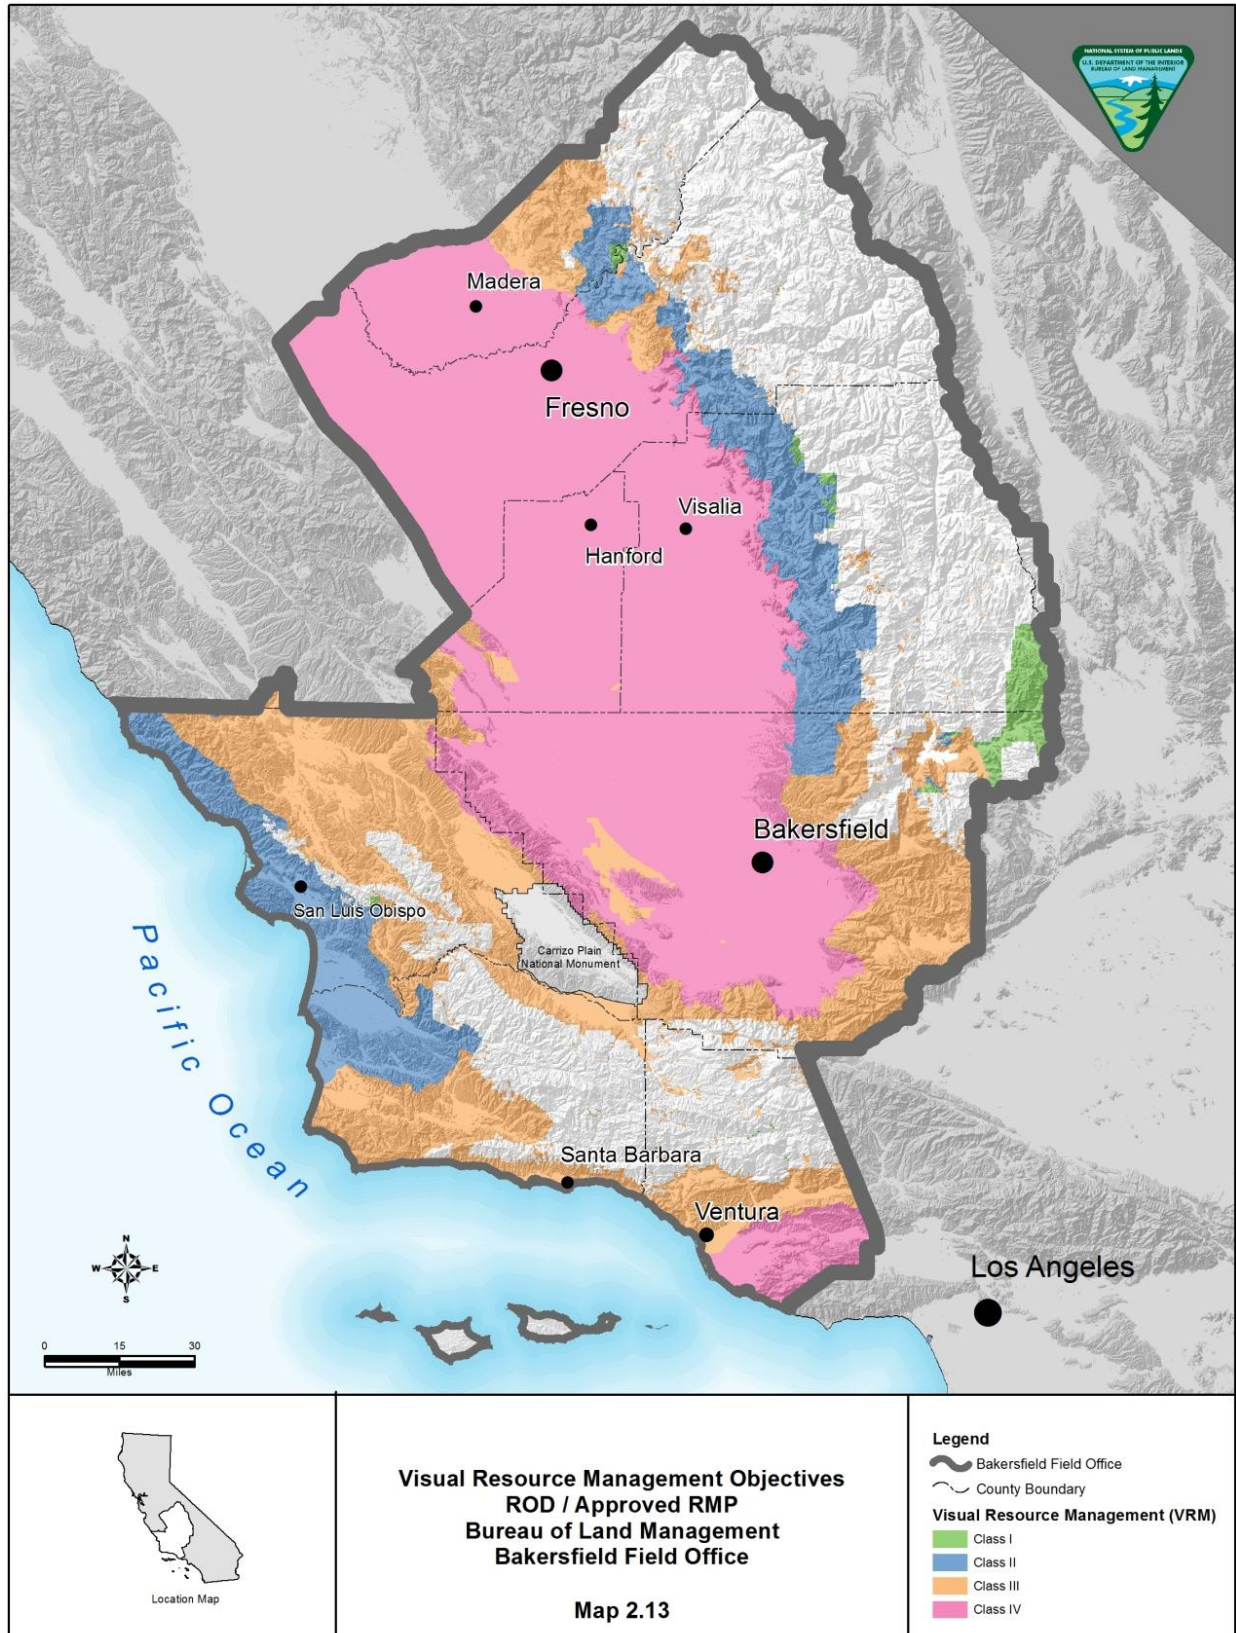 NATIONAL SYSTEM OF PUBLIC LANDS
U.S. DEPARTMENT OF THE INTERIOR
BUREAU OF LAND MANAGEMENT
Madera
Fresno
Visalia
Hanford
Bakersfield
San Luis Obispo
Carrizo Plain
National Monument
Pacific Ocean
Santa Barbara
Ventura
Los Angeles
N
W E
S
0 15 30
Miles
Location Map
Visual Resource Management Objectives
ROD / Approved RMP
Bureau of Land Management
Bakersfield Field Office
Map 2.13
Legend
Bakersfield Field Office
County Boundary
Visual Resource Management (VRM)
Class I
Class II
Class III
Class IV